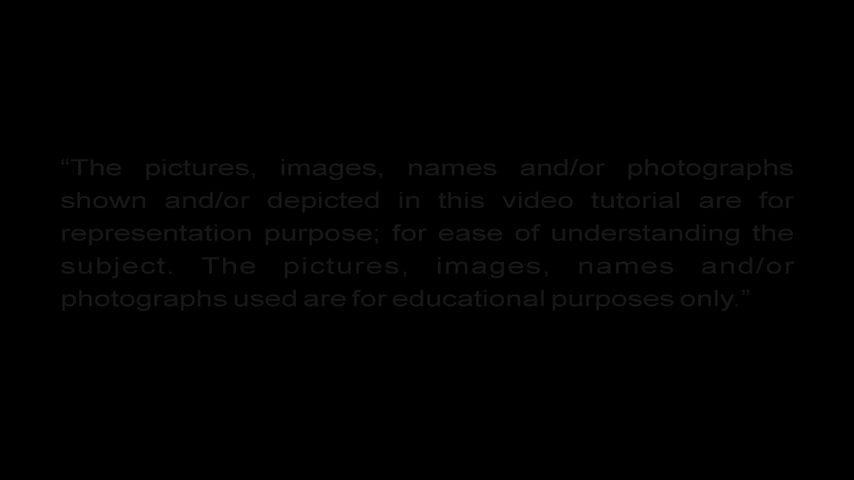 “The pictures, images, names and/or photographs
shown and/or depicted in this video tutorial are for
representation purpose; for ease of understanding the
subject. The pictures, images, names and/or
photographs used are for educational purposes only.”